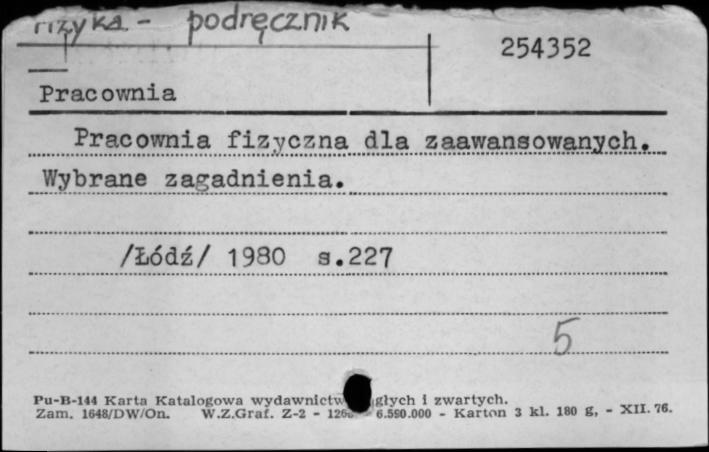 fizyka - podręcznik
254352
Pracownia
Pracownia fizyczna dla zaawansowanych.
Wybrane zagadnienia.
/Łódź/ 1980 s.227
5
Pu-B-144 Karta Katalogowa wydawnictw głych i zwartych.
Zam. 1648/DW/On. W.Z.Graf. Z-2 - 6.590.000 - Karton 3 kl. 180 g, - XII. 76.